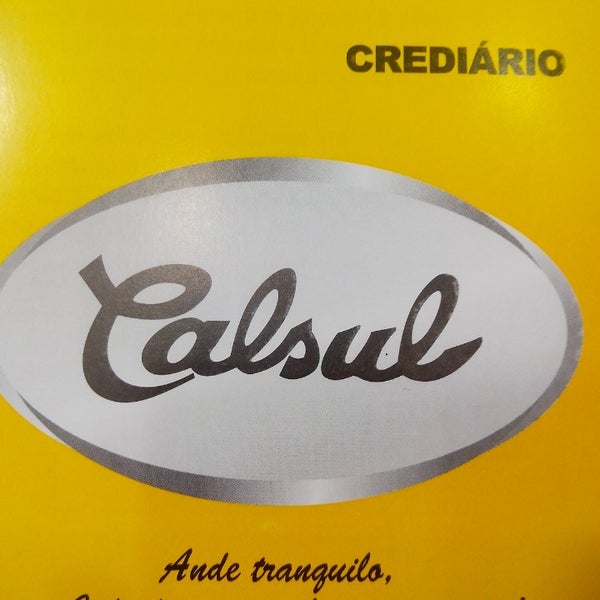 CREDIÁRIO
Calsul
Ande tranquilo,